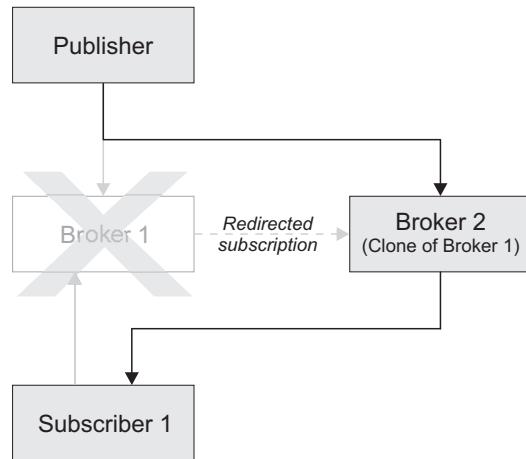 Publisher
Broker 1
Redirected
subscription
Broker 2
(Clone of Broker 1)
Subscriber 1